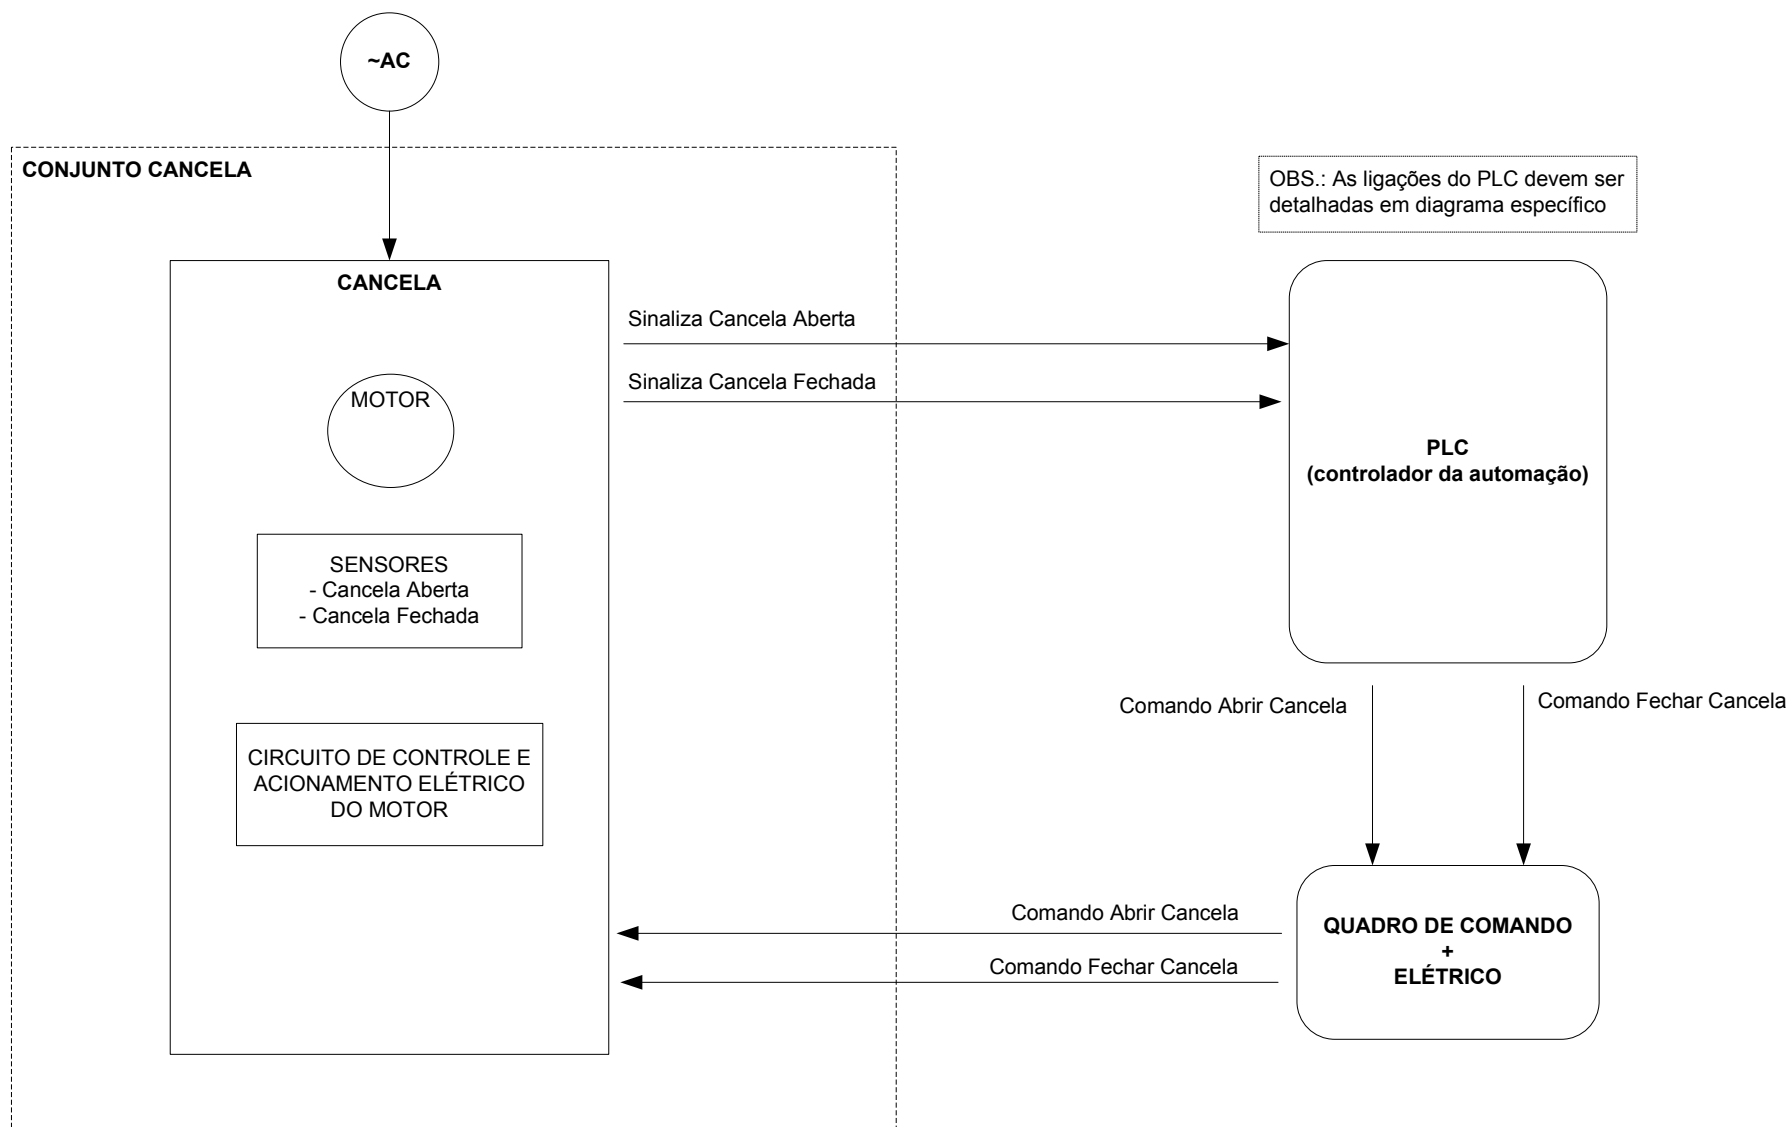 ~AC
CONJUNTO CANCELA
OBS.: As ligações do PLC devem ser
detalhadas em diagrama específico
CANCELA
Sinaliza Cancela Aberta
Sinaliza Cancela Fechada
MOTOR
PLC
(controlador da automação)
SENSORES
- Cancela Aberta
- Cancela Fechada
Comando Abrir Cancela
Comando Fechar Cancela
CIRCUITO DE CONTROLE E
ACIONAMENTO ELÉTRICO
DO MOTOR
Comando Abrir Cancela
Comando Fechar Cancela
QUADRO DE COMANDO
+
ELÉTRICO